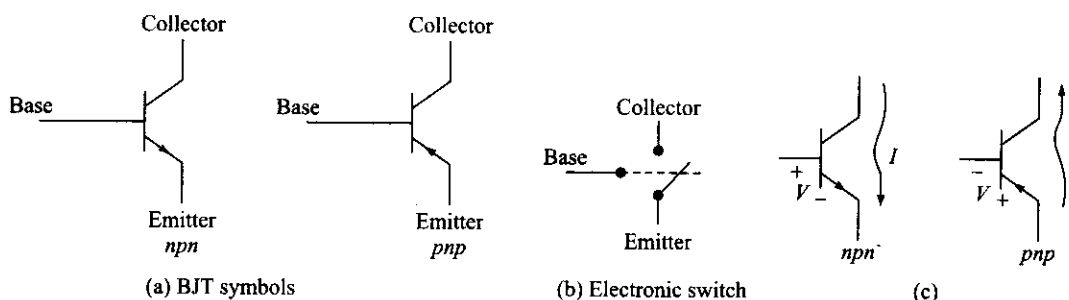 Collector
Base
Emitter
npn
Collector
Base
Emitter
pnp
(a) BJT symbols
Collector
Base
Emitter
(b) Electronic switch
+
V −
I
npn
−
V +
pnp
(c)